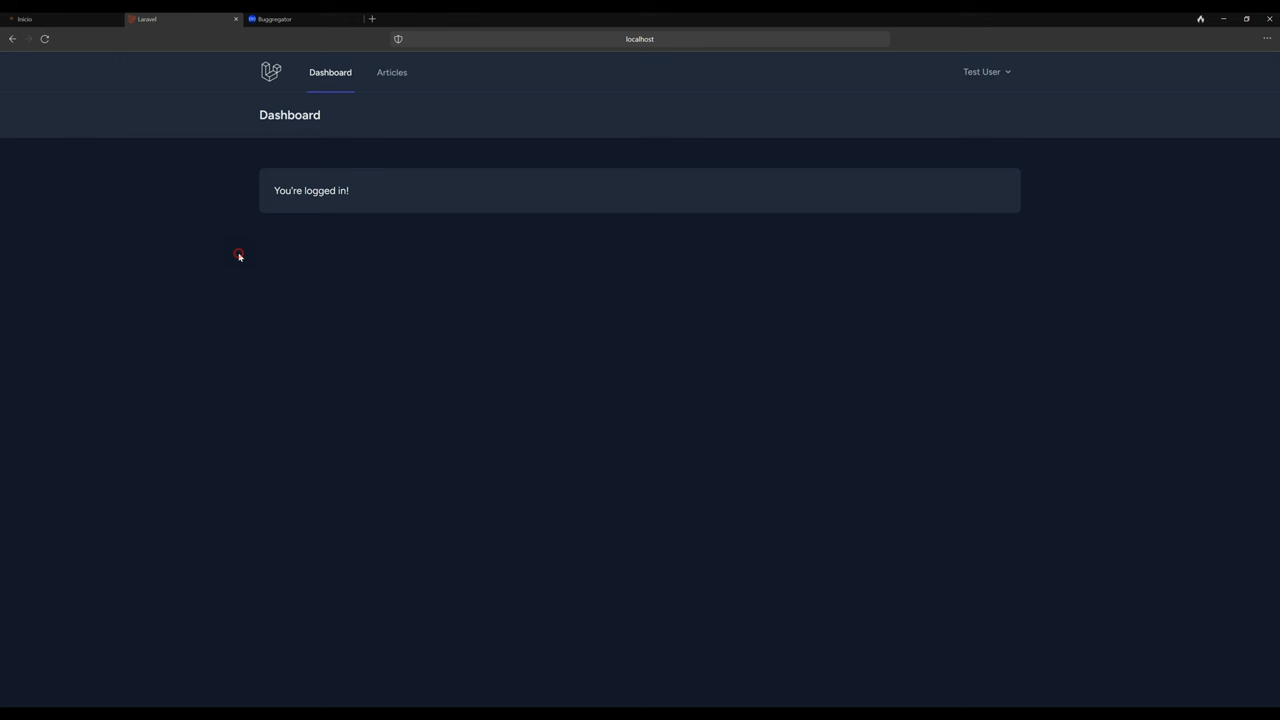 Inicio
Laravel
Buggregator
localhost
Dashboard
Articles
Test User
Dashboard
You're logged in!